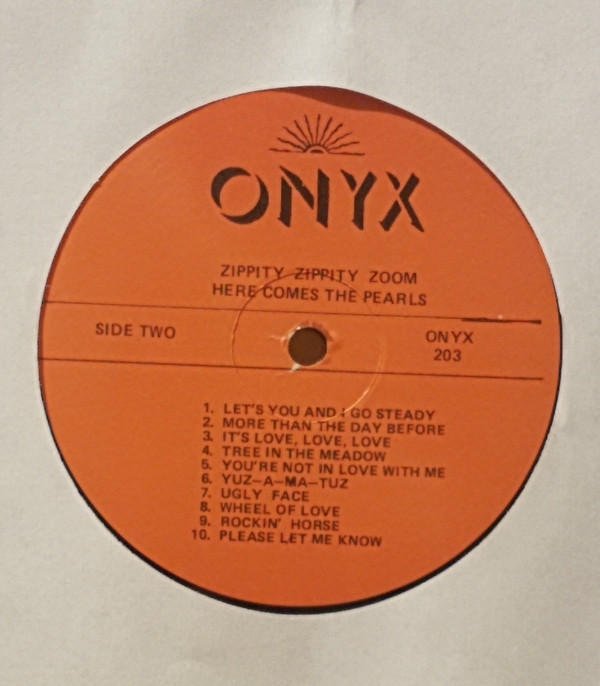 ONYX
ZIPPITY ZIPPITY ZOOM
HERE COMES THE PEARLS
SIDE TWO
ONYX
203
1. LET'S YOU AND I GO STEADY
2. MORE THAN THE DAY BEFORE
3. IT'S LOVE, LOVE, LOVE
4. TREE IN THE MEADOW
5. YOU'RE NOT IN LOVE WITH ME
6. YUZ-A-MA-TUZ
7. UGLY FACE
8. WHEEL OF LOVE
9. ROCKIN' HORSE
10. PLEASE LET ME KNOW